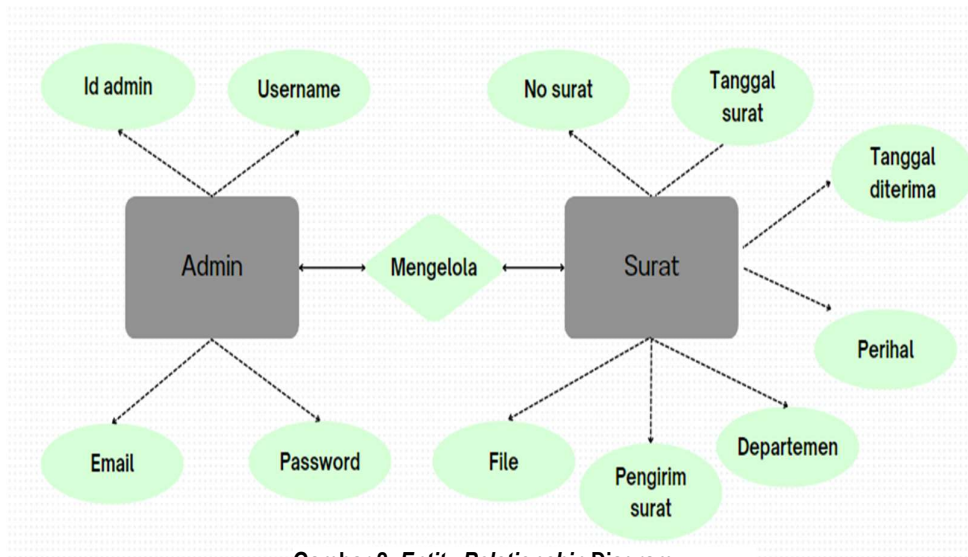 Id admin
Username
No surat
Tanggal
surat
Tanggal
diterima
Admin
Mengelola
Surat
Perihal
Email
Password
File
Pengirim
surat
Departemen